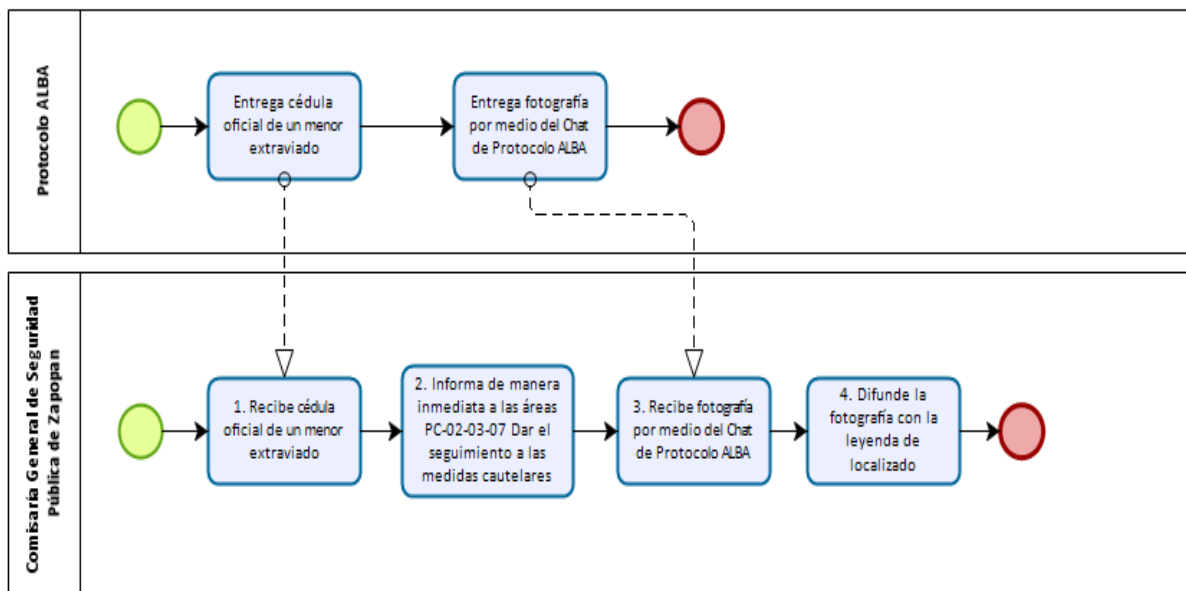 Protocolo ALBA
Entrega cédula
oficial de un menor
extraviado
Entrega fotografía
por medio del Chat
de Protocolo ALBA
Comisaría General de Seguridad
Pública de Zapopan
1. Recibe cédula
oficial de un menor
extraviado
2. Informa de manera
inmediata a las áreas
PC-02-03-07 Dar el
seguimiento a las
medidas cautelares
3. Recibe fotografía
por medio del Chat
de Protocolo ALBA
4. Difunde la
fotografía con la
leyenda de
localizado